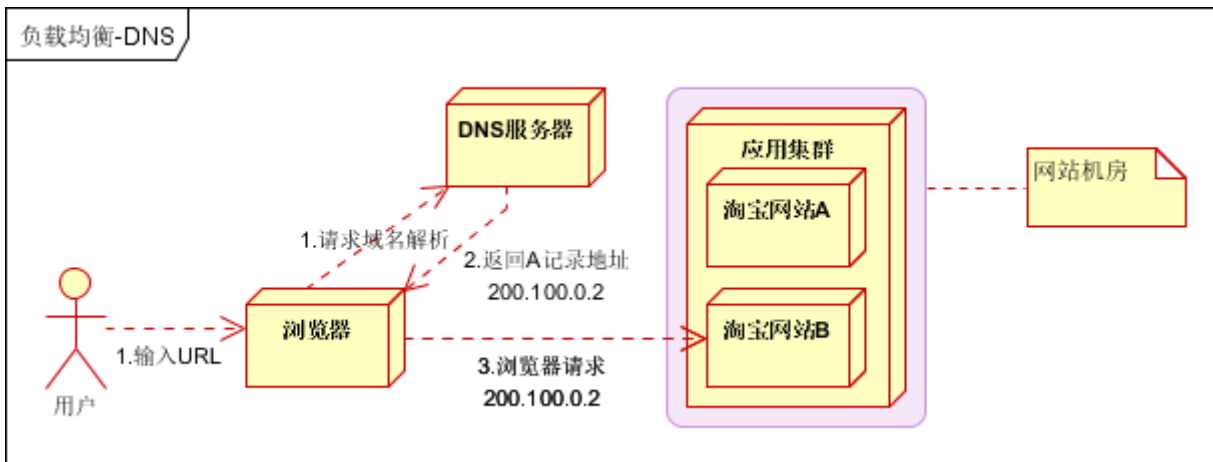 负载均衡-DNS
DNS服务器
应用集群
网站机房
淘宝网站A
1.请求域名解析
2.返回A记录地址
200.100.0.2
浏览器
淘宝网站B
1.输入URL
3.浏览器请求
200.100.0.2
用户